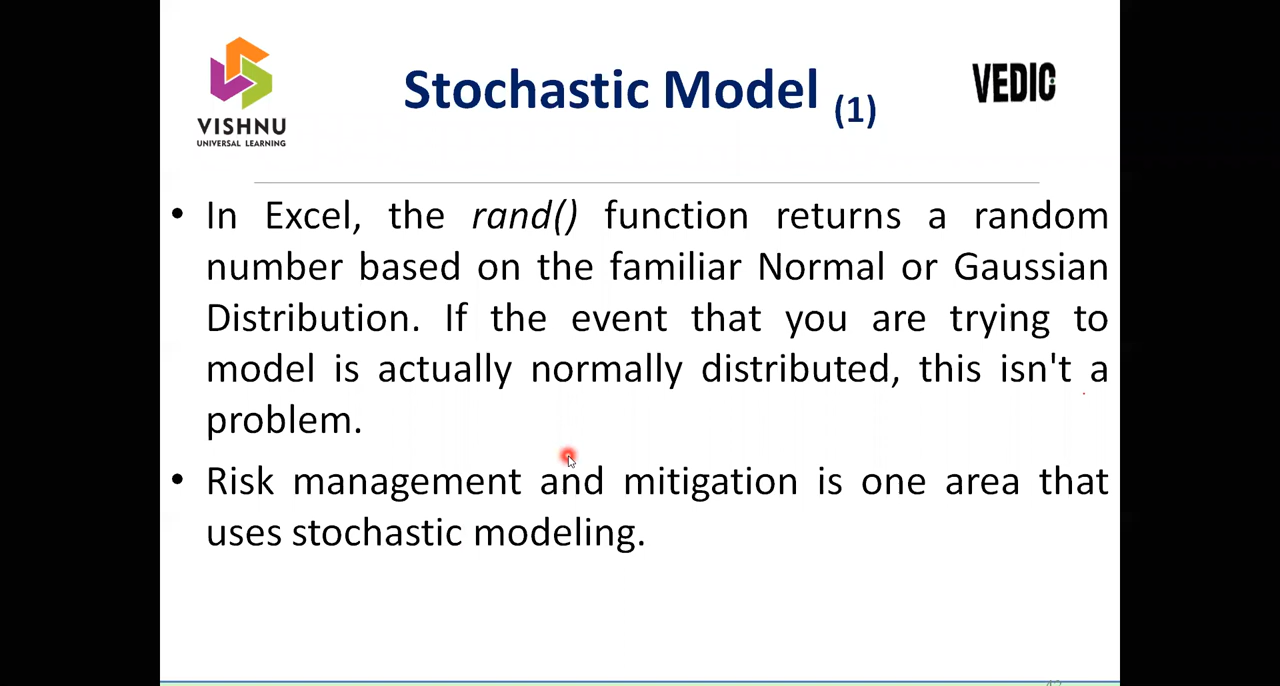 VISHNU
UNIVERSAL LEARNING
Stochastic Model (1)
VEDIC
• In Excel, the rand() function returns a random
number based on the familiar Normal or Gaussian
Distribution. If the event that you are trying to
model is actually normally distributed, this isn't a
problem.
• Risk management and mitigation is one area that
uses stochastic modeling.